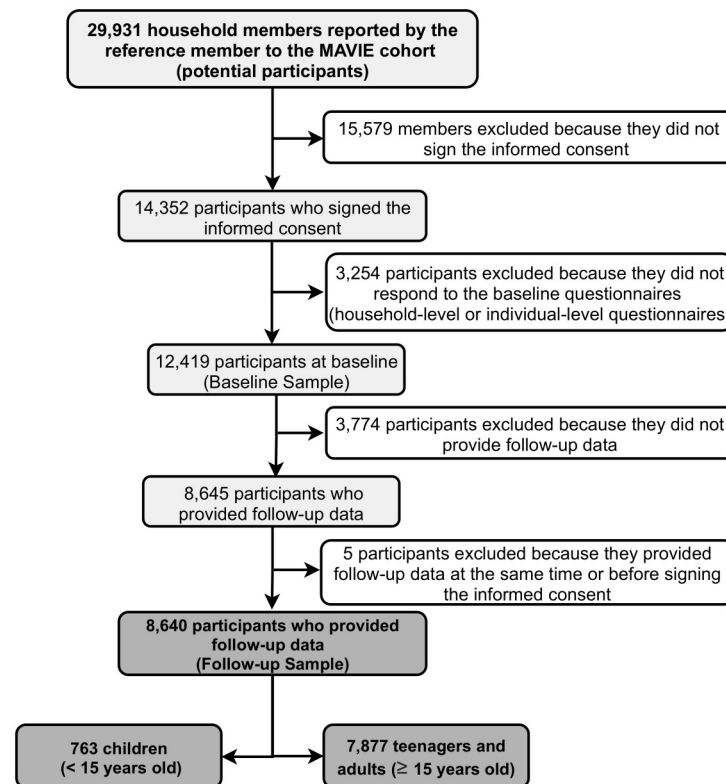 29,931 household members reported by the
reference member to the MAVIE cohort
(potential participants)
15,579 members excluded because they did not
sign the informed consent
14,352 participants who signed the
informed consent
3,254 participants excluded because they did not
respond to the baseline questionnaires
(household-level or individual-level questionnaires
12,419 participants at baseline
(Baseline Sample)
3,774 participants excluded because they did not
provide follow-up data
8,645 participants who
provided follow-up data
5 participants excluded because they provided
follow-up data at the same time or before signing
the informed consent
8,640 participants who provided
follow-up data
(Follow-up Sample)
763 children
(< 15 years old)
7,877 teenagers and
adults (≥ 15 years old)